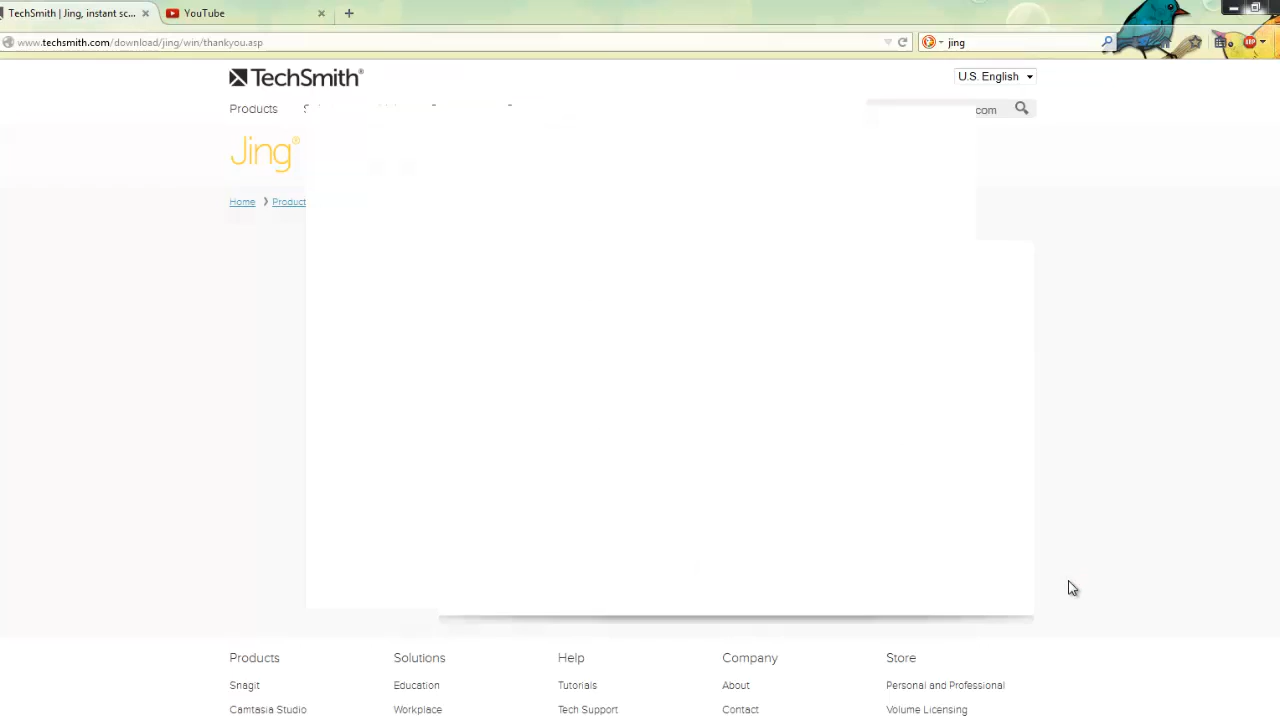 TechSmith | Jing, instant sc... YouTube
www.techsmith.com/download/jing/win/thankyou.asp jing
TechSmith® U.S. English
Products com
Jing®
Home Product
Products Solutions Help Company Store
Snagit Education Tutorials About Personal and Professional
Camtasia Studio Workplace Tech Support Contact Volume Licensing